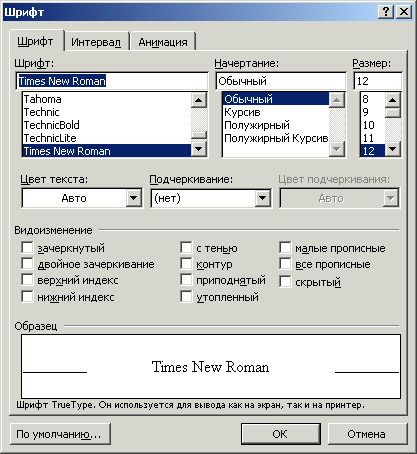 Шрифт
Шрифт Интервал Анимация
Шрифт: Начертание: Размер:
Times New Roman Обычный 12
Tahoma Обычный 8
Technic Курсив 9
TechnicBold Полужирный 10
TechnicLite Полужирный Курсив 11
Times New Roman 12
Цвет текста: Подчеркивание: Цвет подчеркивания:
Авто (нет) Авто
Видоизменение
зачеркнутый с тенью малые прописные
двойное зачеркивание контур все прописные
верхний индекс приподнятый скрытый
нижний индекс утопленный
Образец
Times New Roman
Шрифт TrueType. Он используется для вывода как на экран, так и на принтер.
По умолчанию... ОК Отмена